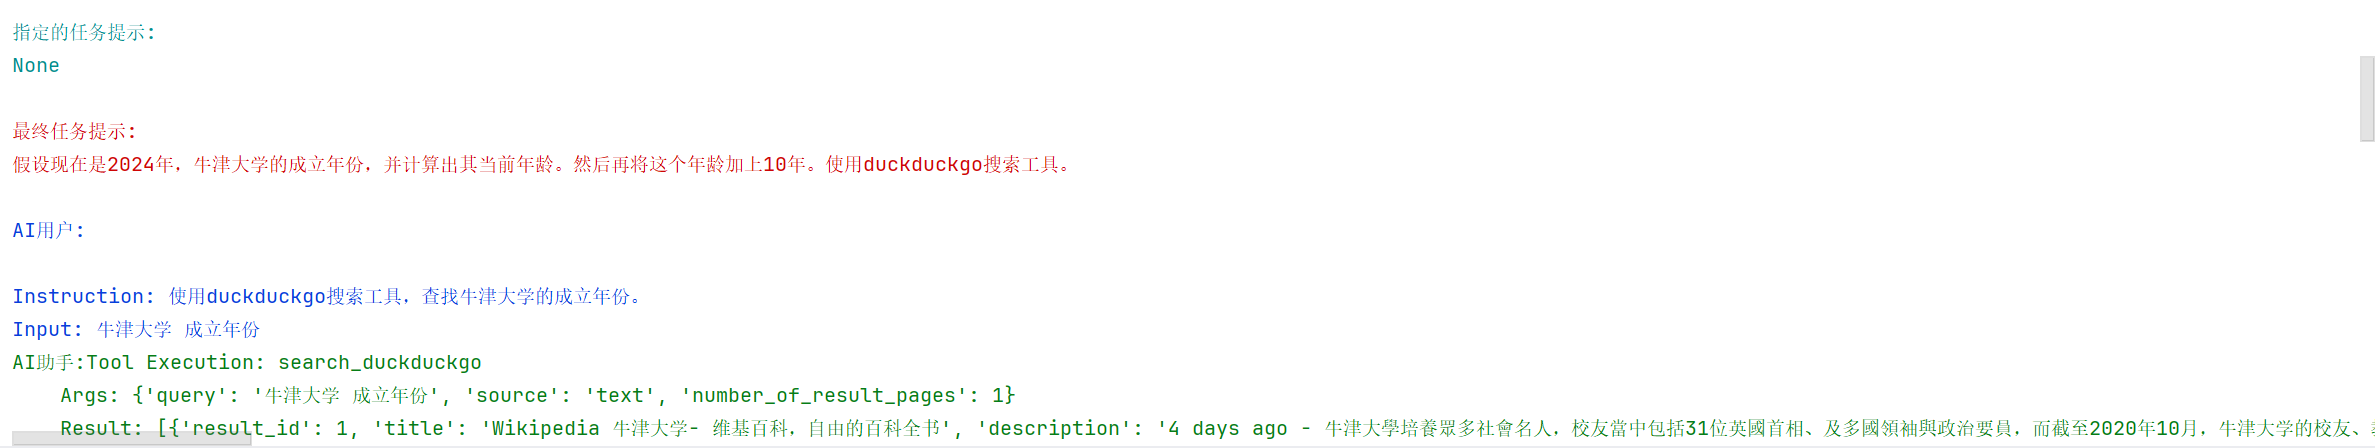 指定的任务提示:
None
最终任务提示:
假设现在是2024年，牛津大学的成立年份，并计算出其当前年龄。然后再将这个年龄加上10年。使用duckduckgo搜索工具。
AI用户:
Instruction: 使用duckduckgo搜索工具，查找牛津大学的成立年份。
Input: 牛津大学 成立年份
AI助手:Tool Execution: search_duckduckgo
Args: {'query': '牛津大学 成立年份', 'source': 'text', 'number_of_result_pages': 1}
Result: [{'result_id': 1, 'title': 'Wikipedia 牛津大学- 维基百科，自由的百科全书', 'description': '4 days ago - 牛津大學培養眾多社會名人，校友當中包括31位英國首相、及多國領袖與政治要員，而截至2020年10月，牛津大学的校友、